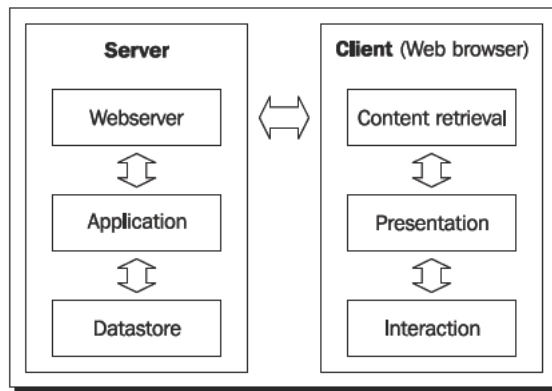 Server
Webserver
Application
Datastore
Client (Web browser)
Content retrieval
Presentation
Interaction